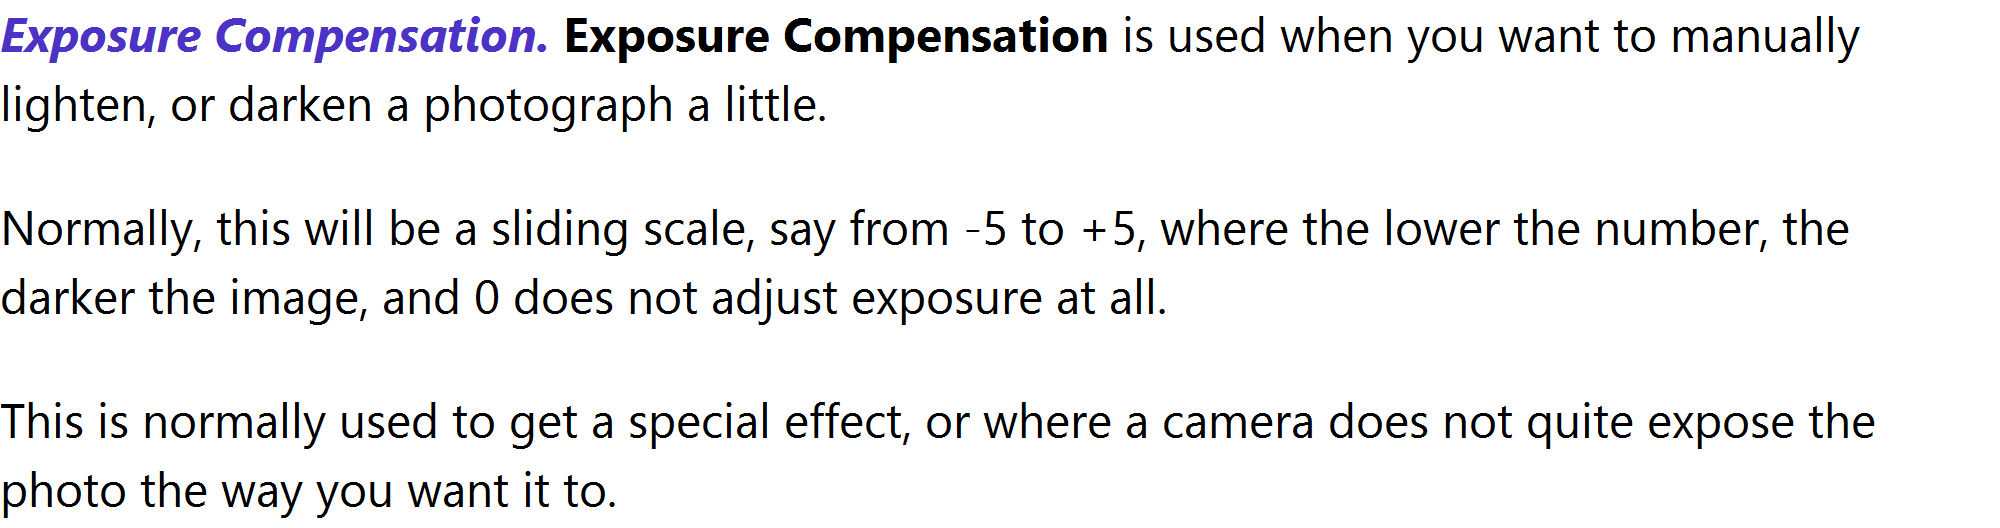 Exposure Compensation. Exposure Compensation is used when you want to manually
lighten, or darken a photograph a little.
Normally, this will be a sliding scale, say from -5 to +5, where the lower the number, the
darker the image, and 0 does not adjust exposure at all.
This is normally used to get a special effect, or where a camera does not quite expose the
photo the way you want it to.